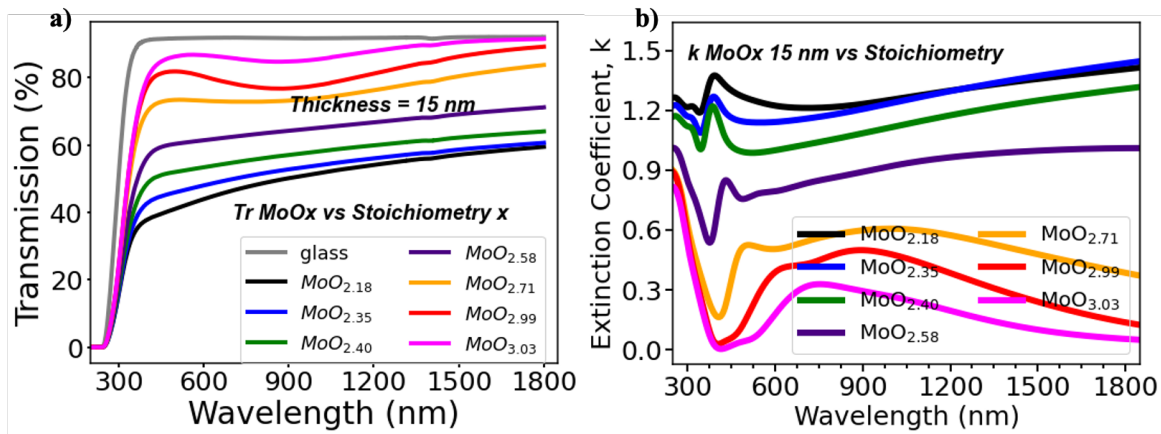 a)
Transmission (%)
80
60
40
20
0
Thickness = 15 nm
Tr MoOx vs Stoichiometry x
glass
MoO2.18
MoO2.35
MoO2.40
MoO2.58
MoO2.71
MoO2.99
MoO3.03
300 600 900 1200 1500 1800
Wavelength (nm)
b)
Extinction Coefficient, k
1.5
1.2
0.9
0.6
0.3
0.0
k MoOx 15 nm vs Stoichometry
MoO2.18
MoO2.35
MoO2.40
MoO2.58
MoO2.71
MoO2.99
MoO3.03
250 600 900 1200 1500 1800
Wavelength (nm)